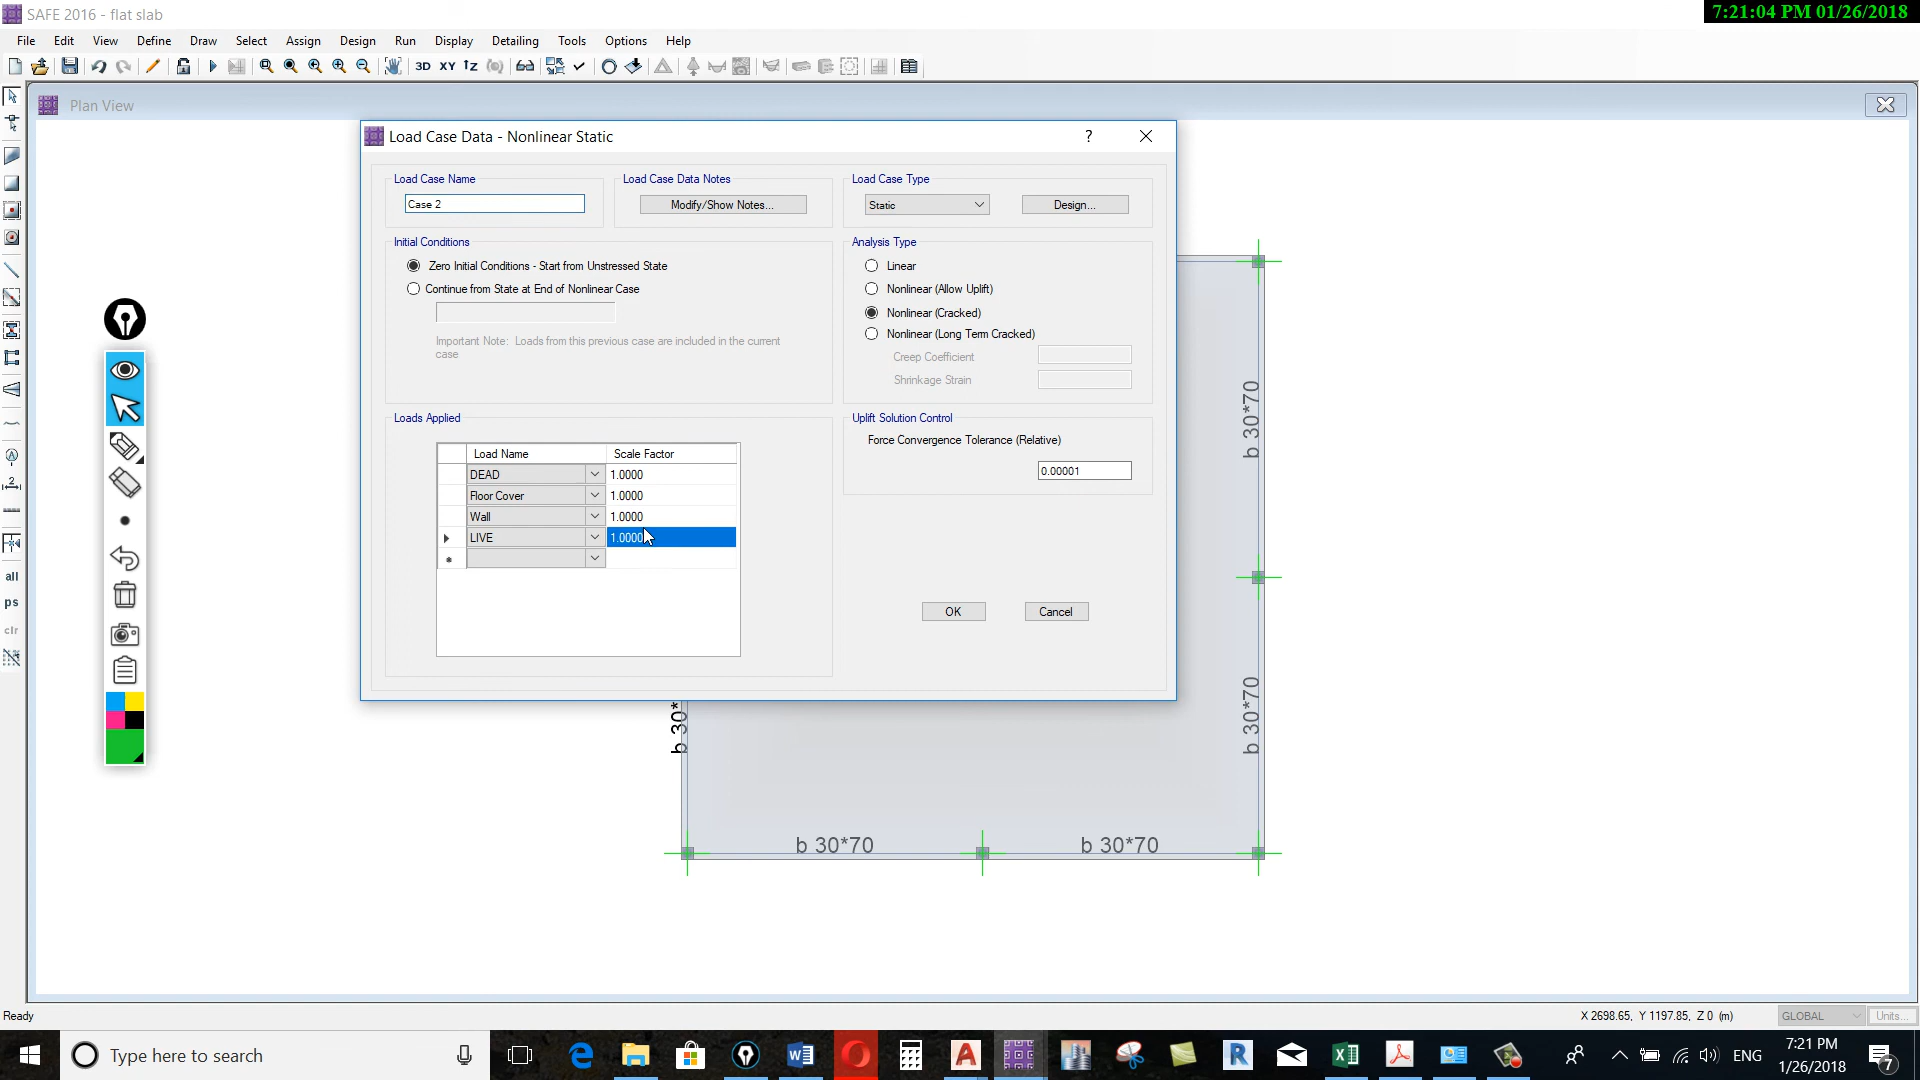 SAFE 2016 - flat slab
7:21:04 PM 01/26/2018
File Edit View Define Draw Select Assign Design Run Display Detailing Tools Options Help
3D XY
Plan View
Load Case Data - Nonlinear Static
?
Load Case Name
Case 2
Load Case Data Notes
Modify/Show Notes...
Load Case Type
Static
Design...
Initial Conditions
Zero Initial Conditions - Start from Unstressed State
Continue from State at End of Nonlinear Case
Important Note: Loads from this previous case are included in the current
case
Analysis Type
Linear
Nonlinear (Allow Uplift)
Nonlinear (Cracked)
Nonlinear (Long Term Cracked)
Creep Coefficient
Shrinkage Strain
Loads Applied
Load Name Scale Factor
DEAD 1.0000
Floor Cover 1.0000
Wall 1.0000
LIVE 1.0000
Uplift Solution Control
Force Convergence Tolerance (Relative)
0.00001
OK Cancel
all
ps
clr
b 30*70
b 30*70
b 30*
b 30*70 b 30*70
Ready
X 2698.65, Y 1197.85, Z 0 (m)
GLOBAL
Units...
Type here to search
ENG
7:21 PM
1/26/2018
7